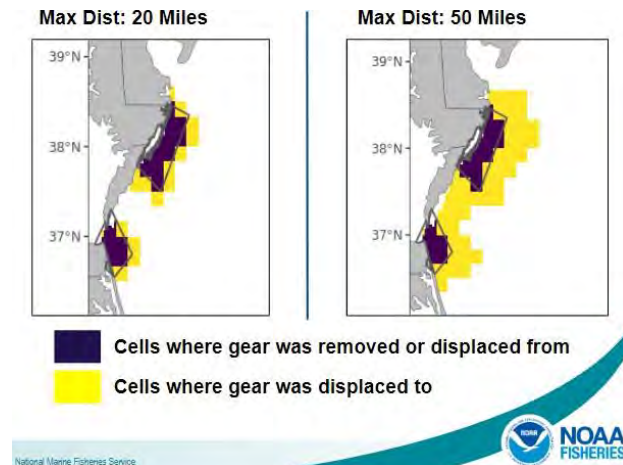 Max Dist: 20 Miles
Max Dist: 50 Miles
39°N
38°N
37°N
39°N
38°N
37°N
Cells where gear was removed or displaced from
Cells where gear was displaced to
National Marine Fisheries Service
NOAA
NOAA
FISHERIES